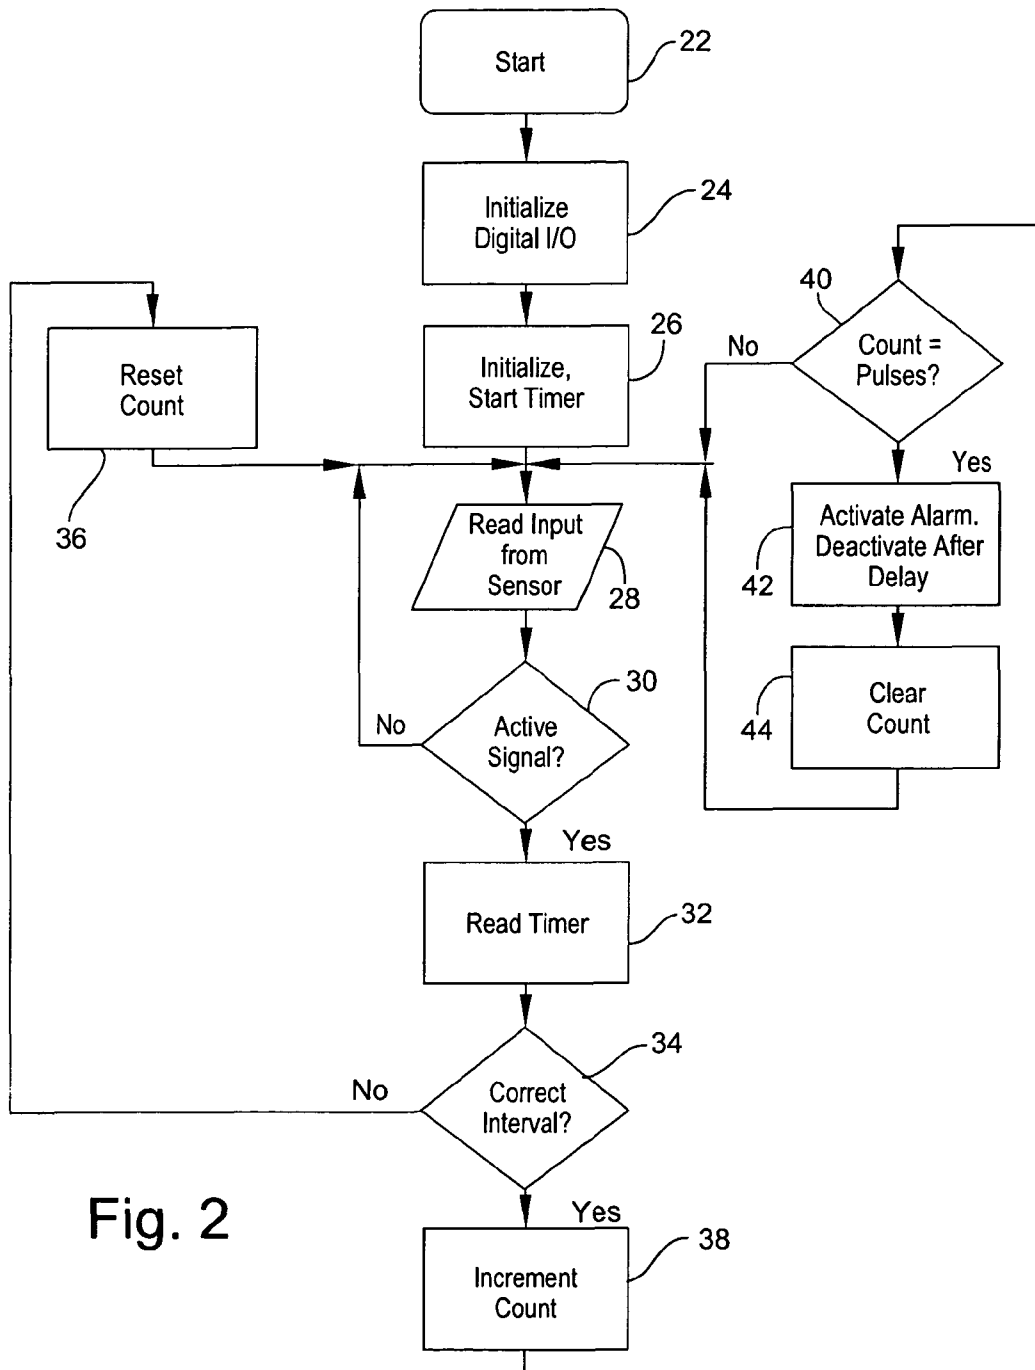 Start
22
Initialize
Digital I/O
24
Initialize,
Start Timer
26
Reset
Count
36
Read Input
from
Sensor
28
Active
Signal?
30
No
Yes
Read Timer
32
Correct
Interval?
34
No
Yes
Increment
Count
38
40
Count =
Pulses?
No
Yes
Activate Alarm.
Deactivate After
Delay
42
Clear
Count
44
Fig. 2